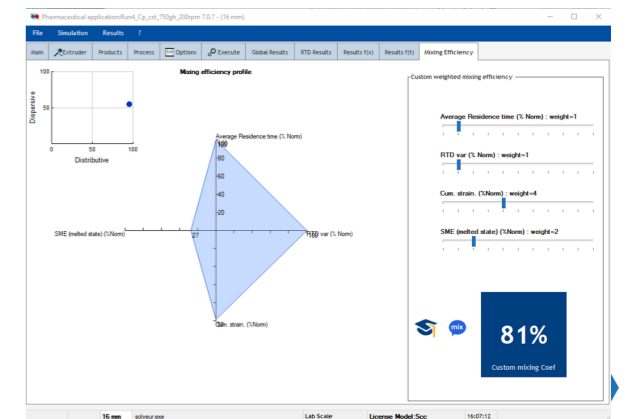 Pharmaceutical application:Run4_Cp_cst_750gh_200rpm 7.0.7 - (16 mm)
File Simulation Results ?
Main Extruder Products Process Options Execute Global Results RTD Results Results f(x) Results f(t) Mixing Efficiency
Mixing efficiency profile
100
50
Dispersive
0 50 100
Distributive
Average Residence time (% Norm)
100
80
60
40
20
SME (melted state) (%Norm)
27
RTD var (% Norm)
100
Cum. strain. (%Norm)
Custom weighted mixing efficiency
Average Residence time (% Norm) : weight=1
RTD var (% Norm) : weight=1
Cum. strain. (%Norm) : weight=4
SME (melted state) (%Norm) : weight=2
mix
81%
Custom mixing Coef
16 mm solveur.exe Lab Scale License Model:Scc 16:07:12